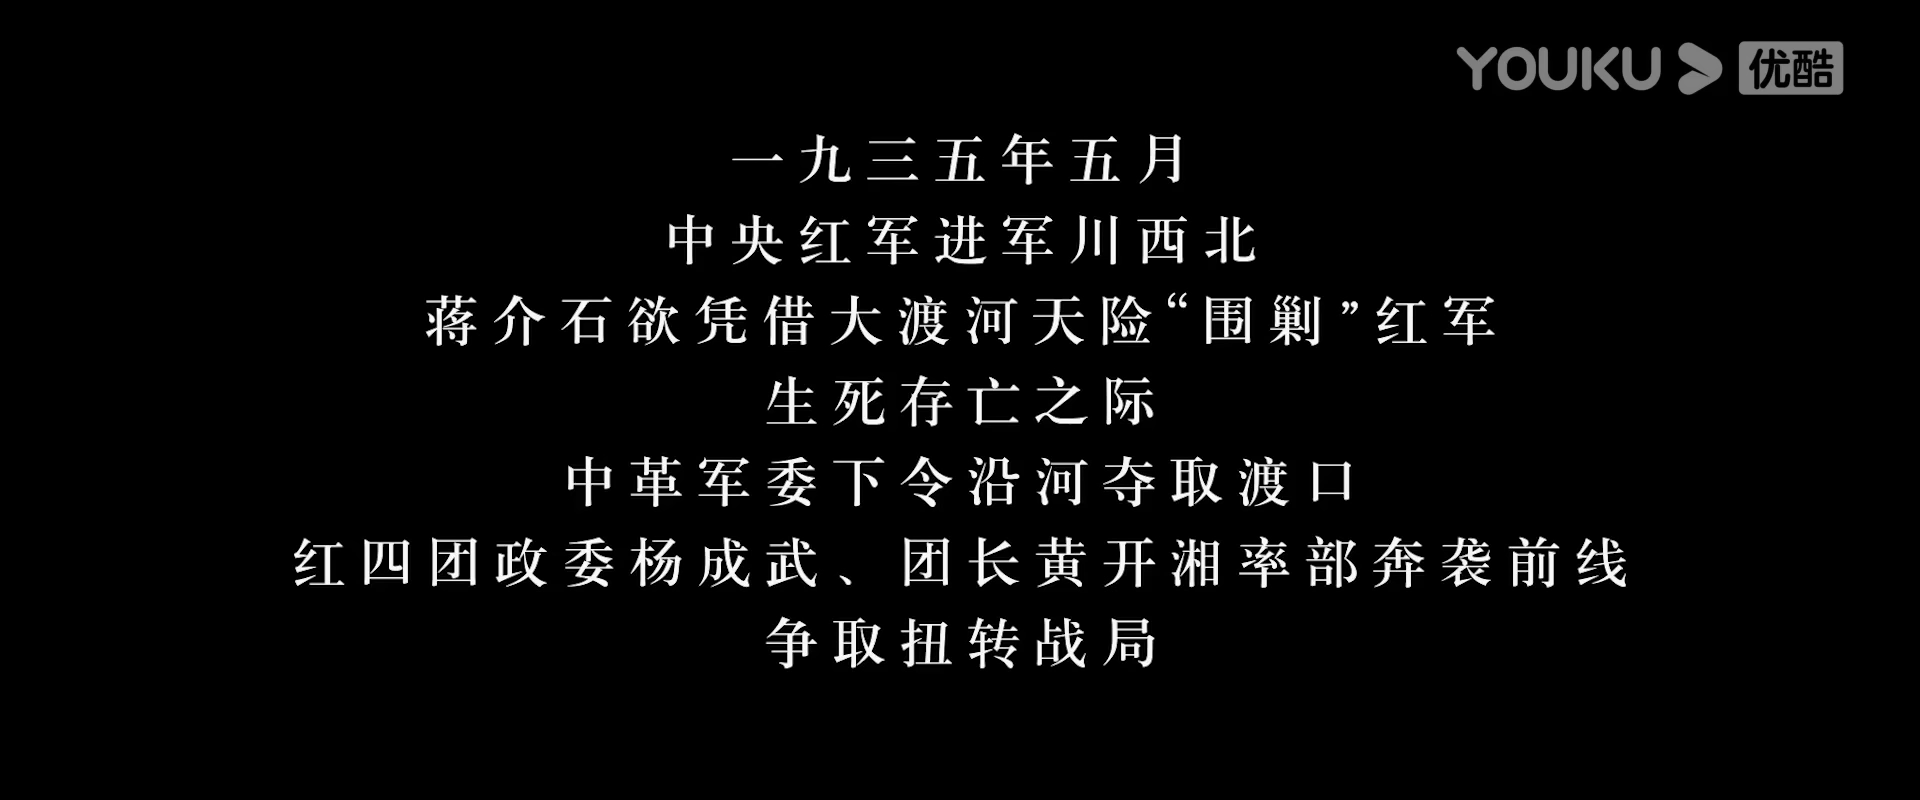 YOUKU 优酷
一九三五年五月
中央红军进军川西北
蒋介石欲凭借大渡河天险“围剿”红军
生死存亡之际
中革军委下令沿河夺取渡口
红四团政委杨成武、团长黄开湘率部奔袭前线
争取扭转战局